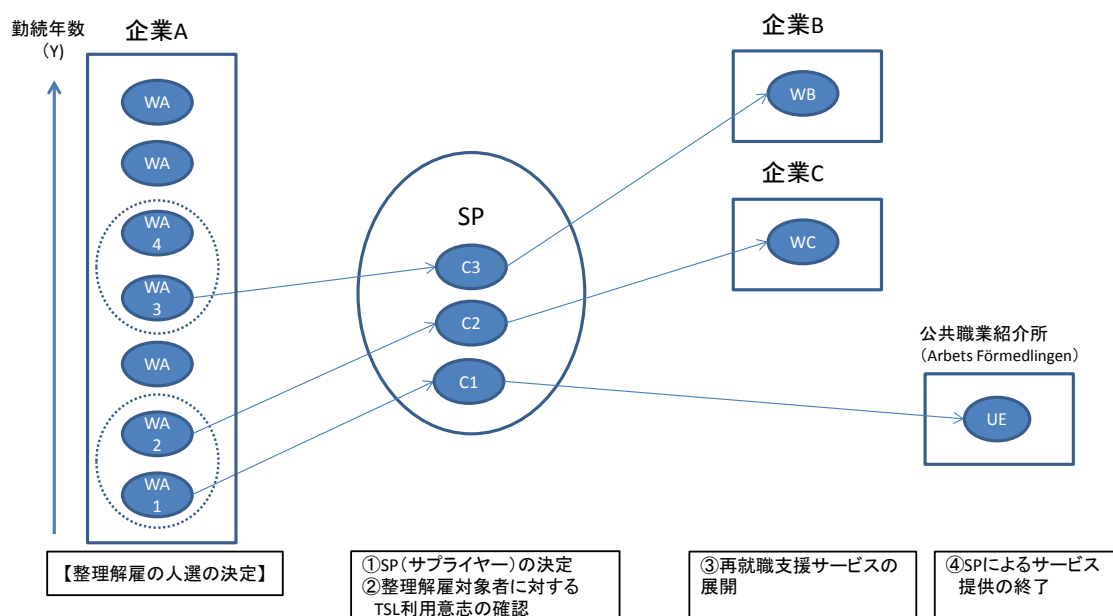 勤続年数
（Y)
企業A
WA
WA
WA
4
WA
3
WA
WA
2
WA
1
SP
C3
C2
C1
企業B
WB
企業C
WC
公共職業紹介所
（Arbets Förmedlingen）
UE
【整理解雇の人選の決定】
①SP（サプライヤー）の決定
②整理解雇対象者に対する
TSL利用意志の確認
③再就職支援サービスの
展開
④SPによるサービス
提供の終了